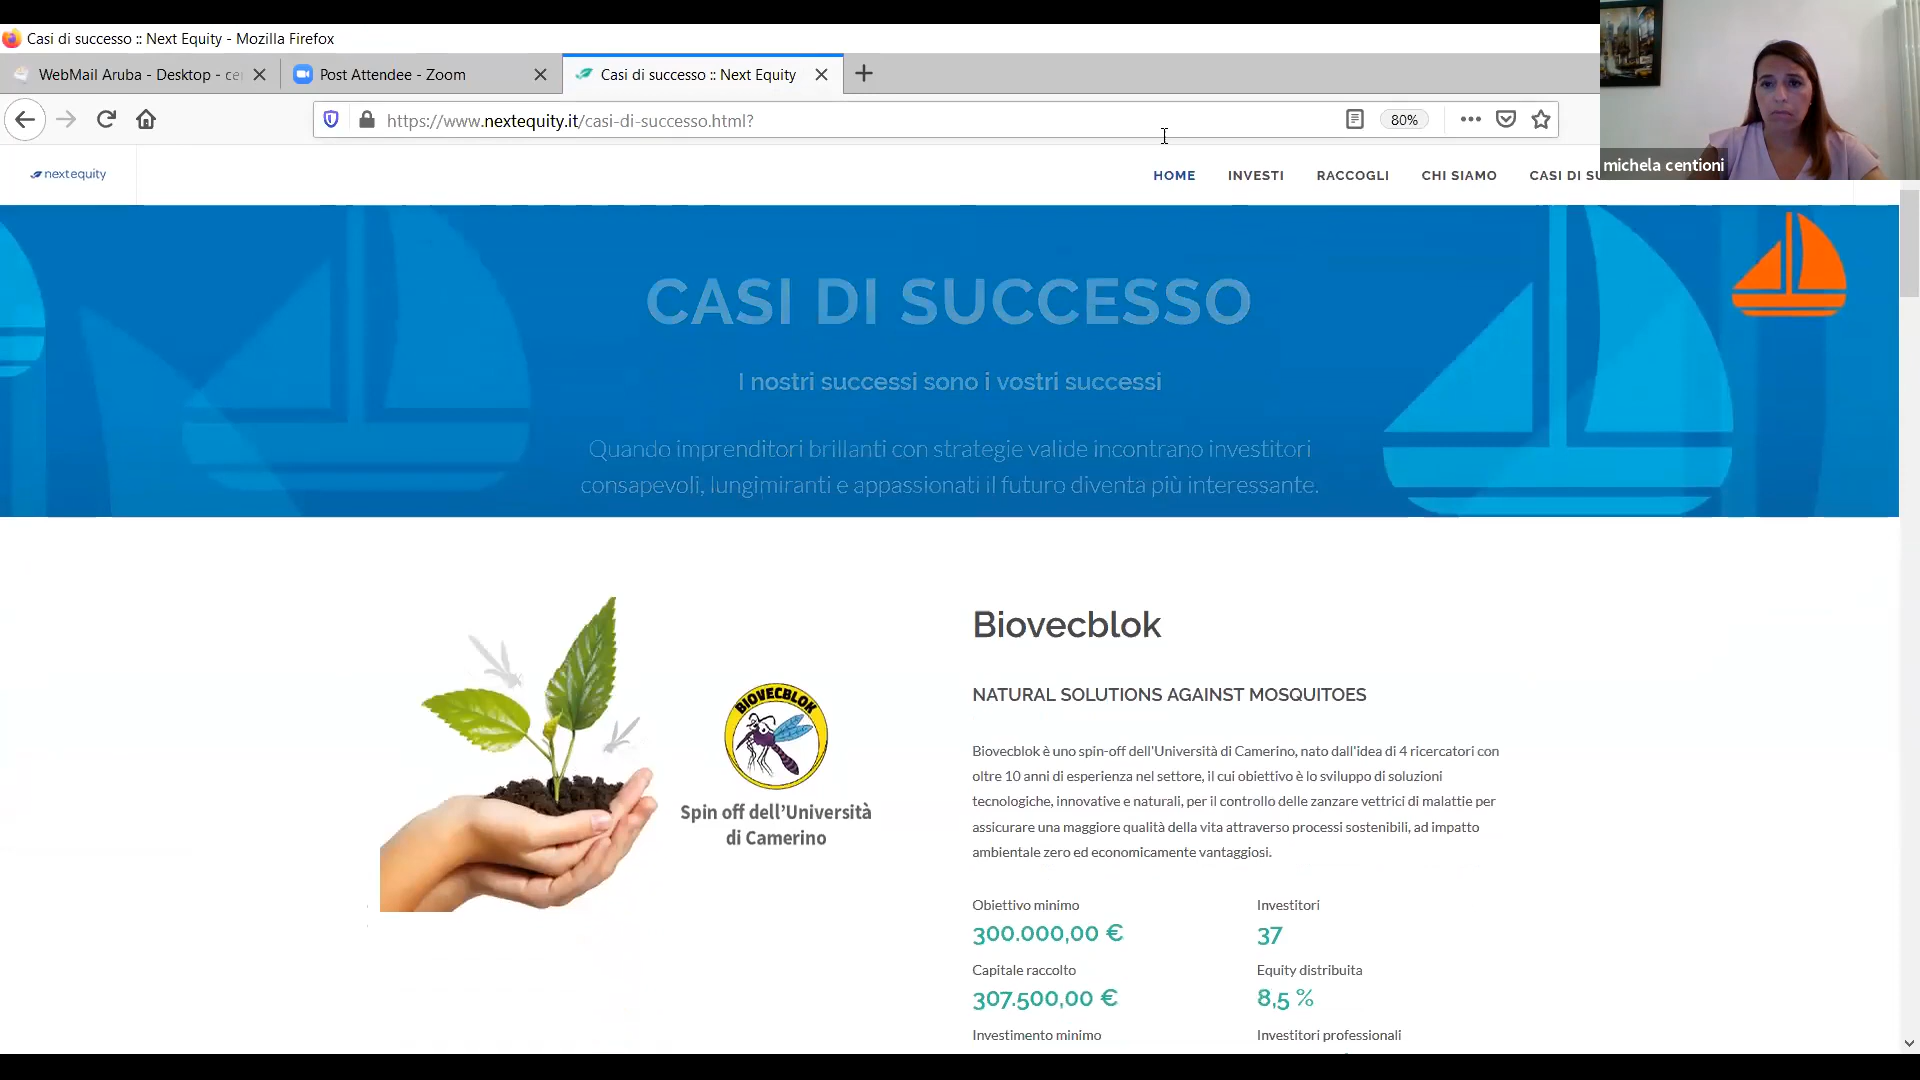 Casi di successo :: Next Equity - Mozilla Firefox
WebMail Aruba - Desktop - ce
Post Attendee - Zoom
Casi di successo :: Next Equity
https://www.nextequity.it/casi-di-successo.html?
80%
michela centioni
nextequity
HOME
INVESTI
RACCOGLI
CHI SIAMO
CASI DI SU
CASI DI SUCCESSO
I nostri successi sono i vostri successi
Quando imprenditori brillanti con strategie valide incontrano investitori
consapevoli, lungimiranti e appassionati il futuro diventa più interessante.
BIOVECBLOK
Spin off dell'Università
di Camerino
Biovecblok
NATURAL SOLUTIONS AGAINST MOSQUITOES
Biovecblok è uno spin-off dell'Università di Camerino, nato dall'idea di 4 ricercatori con
oltre 10 anni di esperienza nel settore, il cui obiettivo è lo sviluppo di soluzioni
tecnologiche, innovative e naturali, per il controllo delle zanzare vettrici di malattie per
assicurare una maggiore qualità della vita attraverso processi sostenibili, ad impatto
ambientale zero ed economicamente vantaggiosi.
Obiettivo minimo
300.000,00 €
Investitori
37
Capitale raccolto
307.500,00 €
Equity distribuita
8,5 %
Investimento minimo
Investitori professionali